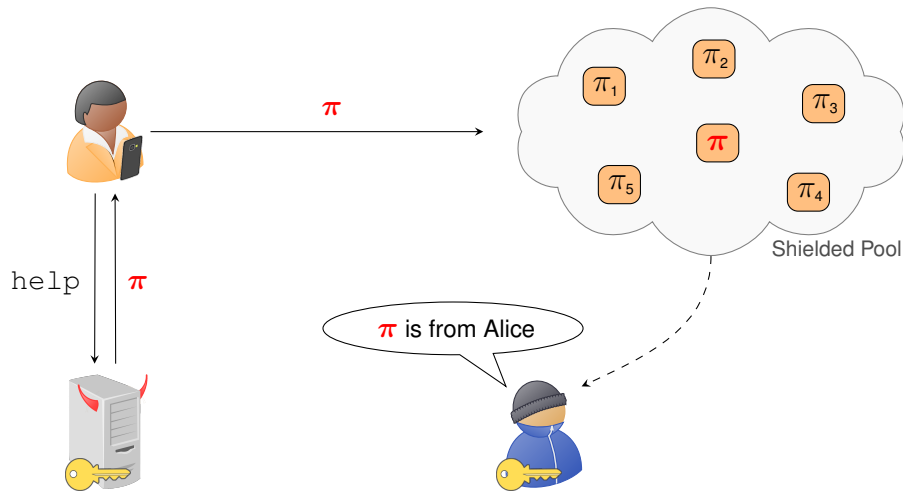 π
π₁
π₂
π₃
π
π₅
π₄
Shielded Pool
help
π
π is from Alice